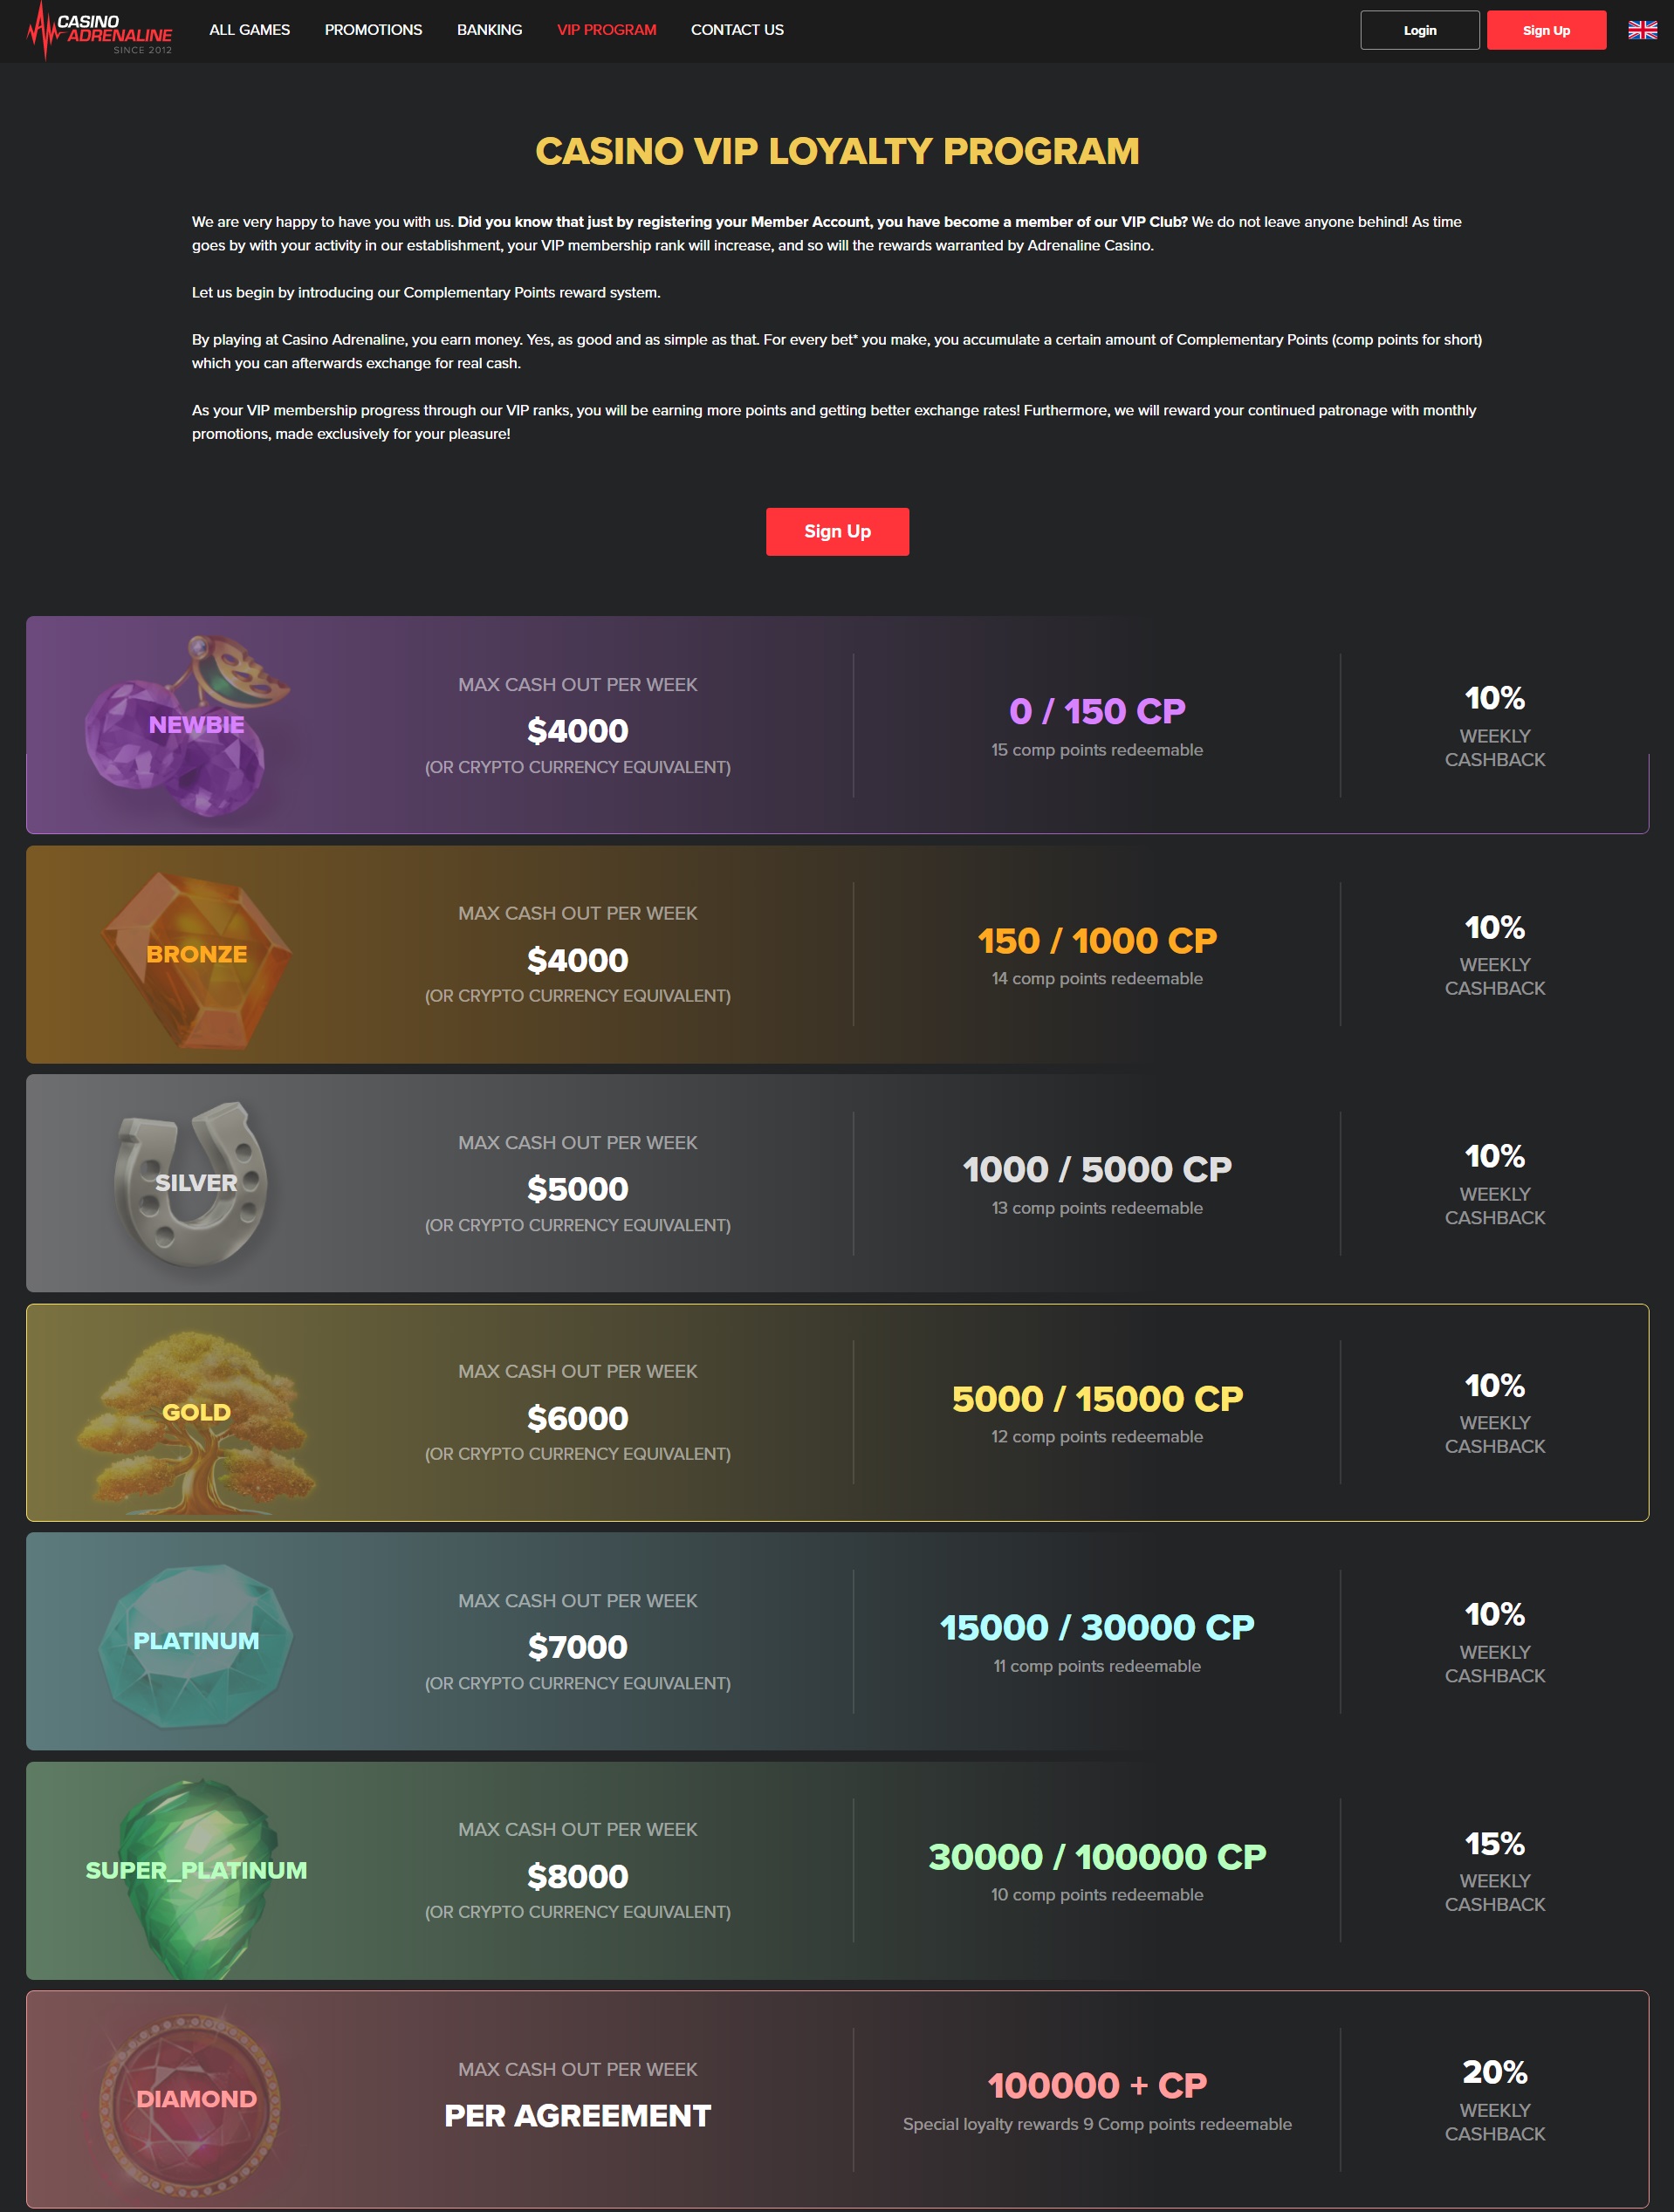 CASINO
ADRENALINE
SINCE 2012
ALL GAMES PROMOTIONS BANKING VIP PROGRAM CONTACT US Login Sign Up
CASINO VIP LOYALTY PROGRAM
We are very happy to have you with us. Did you know that just by registering your Member Account, you have become a member of our VIP Club? We do not leave anyone behind! As time
goes by with your activity in our establishment, your VIP membership rank will increase, and so will the rewards warranted by Adrenaline Casino.
Let us begin by introducing our Complementary Points reward system.
By playing at Casino Adrenaline, you earn money. Yes, as good and as simple as that. For every bet* you make, you accumulate a certain amount of Complementary Points (comp points for short)
which you can afterwards exchange for real cash.
As your VIP membership progress through our VIP ranks, you will be earning more points and getting better exchange rates! Furthermore, we will reward your continued patronage with monthly
promotions, made exclusively for your pleasure!
Sign Up
NEWBIE
MAX CASH OUT PER WEEK
$4000
(OR CRYPTO CURRENCY EQUIVALENT)
0 / 150 CP
15 comp points redeemable
10%
WEEKLY
CASHBACK
BRONZE
MAX CASH OUT PER WEEK
$4000
(OR CRYPTO CURRENCY EQUIVALENT)
150 / 1000 CP
14 comp points redeemable
10%
WEEKLY
CASHBACK
SILVER
MAX CASH OUT PER WEEK
$5000
(OR CRYPTO CURRENCY EQUIVALENT)
1000 / 5000 CP
13 comp points redeemable
10%
WEEKLY
CASHBACK
GOLD
MAX CASH OUT PER WEEK
$6000
(OR CRYPTO CURRENCY EQUIVALENT)
5000 / 15000 CP
12 comp points redeemable
10%
WEEKLY
CASHBACK
PLATINUM
MAX CASH OUT PER WEEK
$7000
(OR CRYPTO CURRENCY EQUIVALENT)
15000 / 30000 CP
11 comp points redeemable
10%
WEEKLY
CASHBACK
SUPER_PLATINUM
MAX CASH OUT PER WEEK
$8000
(OR CRYPTO CURRENCY EQUIVALENT)
30000 / 100000 CP
10 comp points redeemable
15%
WEEKLY
CASHBACK
DIAMOND
MAX CASH OUT PER WEEK
PER AGREEMENT
100000 + CP
Special loyalty rewards 9 Comp points redeemable
20%
WEEKLY
CASHBACK